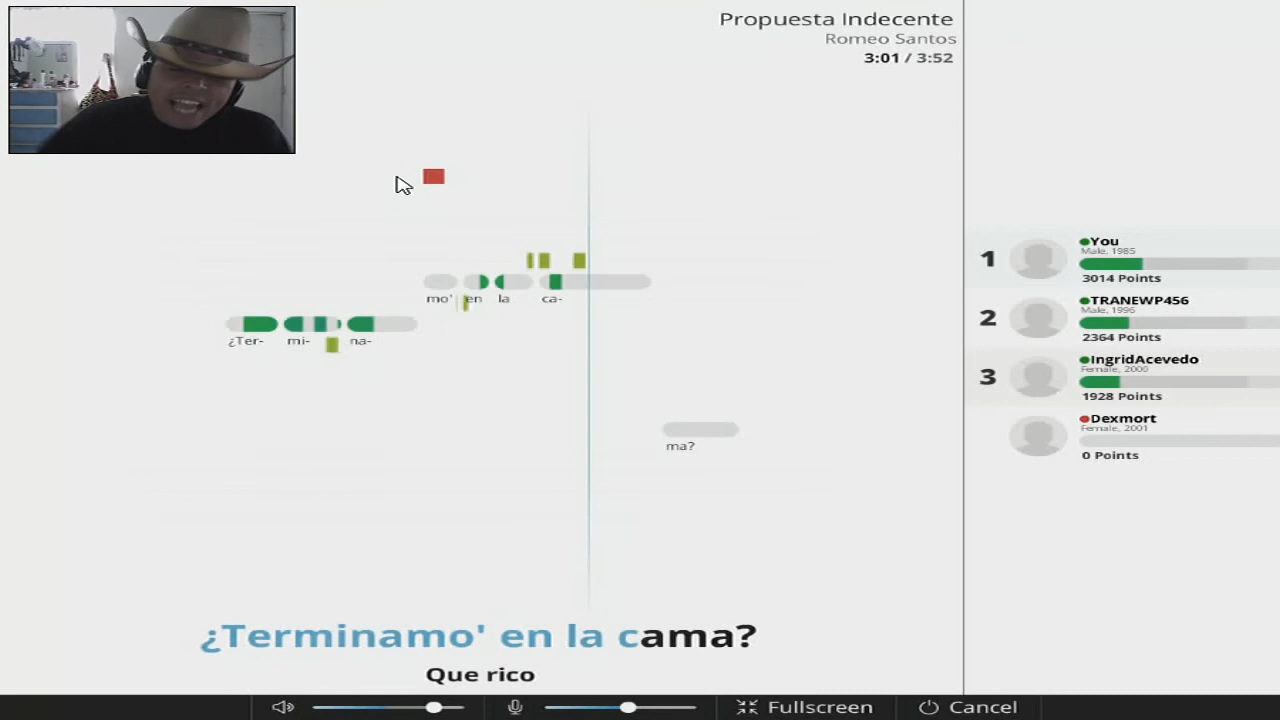 Propuesta Indecente
Romeo Santos
3:01 / 3:52
mo' en la ca-
¿Ter- mi- na-
ma?
1
You
Male, 1985
3014 Points
2
TRANEWP456
Male, 1996
2364 Points
3
IngridAcevedo
Female, 2000
1928 Points
Dexmort
Female, 2001
0 Points
¿Terminamo' en la cama?
Que rico
Fullscreen Cancel